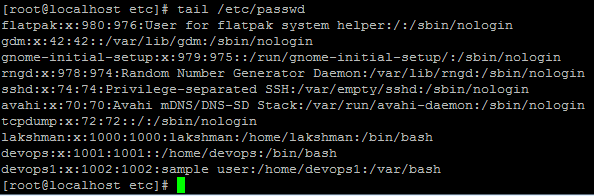 [root@localhost etc]# tail /etc/passwd
flatpak:x:980:976:User for flatpak system helper:/:/sbin/nologin
gdm:x:42:42::/var/lib/gdm:/sbin/nologin
gnome-initial-setup:x:979:975::/run/gnome-initial-setup/:/sbin/nologin
rngd:x:978:974:Random Number Generator Daemon:/var/lib/rngd:/sbin/nologin
sshd:x:74:74:Privilege-separated SSH:/var/empty/sshd:/sbin/nologin
avahi:x:70:70:Avahi mDNS/DNS-SD Stack:/var/run/avahi-daemon:/sbin/nologin
tcpdump:x:72:72::/:/sbin/nologin
lakshman:x:1000:1000:lakshman:/home/lakshman:/bin/bash
devops:x:1001:1001::/home/devops:/bin/bash
devops1:x:1002:1002:sample user:/home/devops1:/var/bash
[root@localhost etc]#